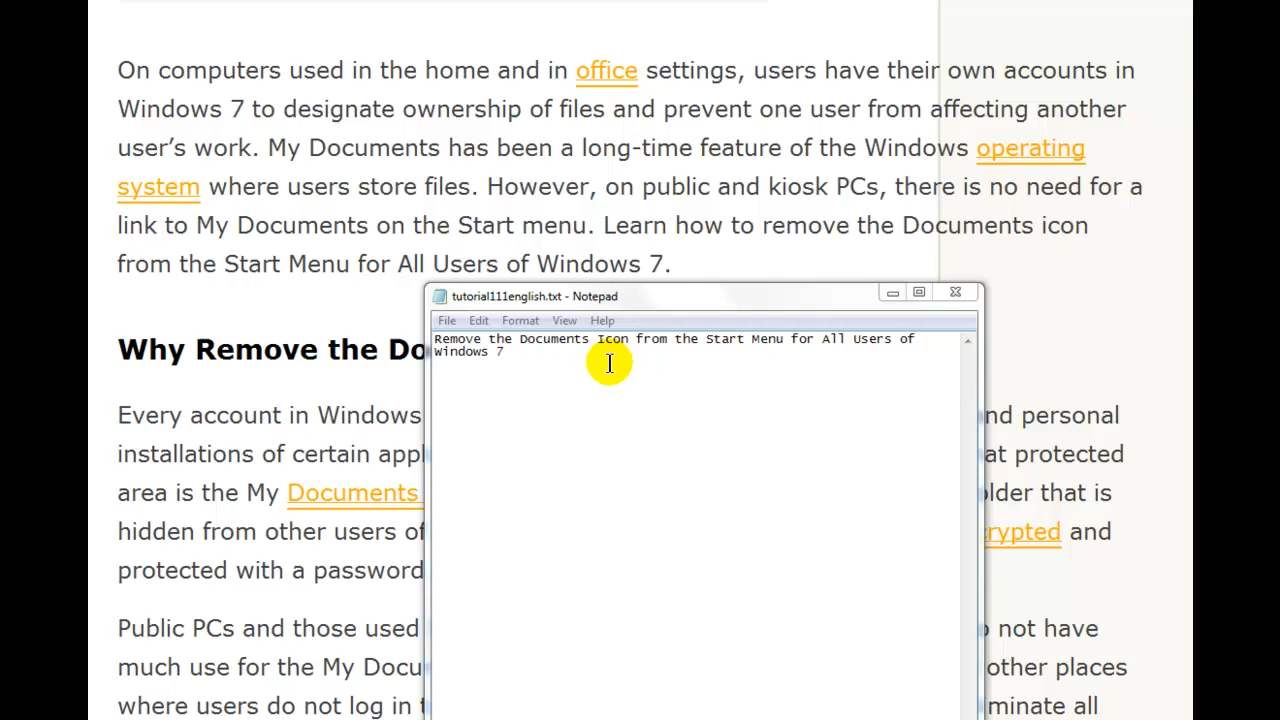 On computers used in the home and in office settings, users have their own accounts in
Windows 7 to designate ownership of files and prevent one user from affecting another
user’s work. My Documents has been a long-time feature of the Windows operating
system where users store files. However, on public and kiosk PCs, there is no need for a
link to My Documents on the Start menu. Learn how to remove the Documents icon
from the Start Menu for All Users of Windows 7.
tutorial111english.txt - Notepad
File Edit Format View Help
Remove the Documents Icon from the Start Menu for All Users of
Windows 7
Why Remove the Do
Every account in Windows nd personal
installations of certain appl at protected
area is the My Documents older that is
hidden from other users of crypted and
protected with a password
Public PCs and those used o not have
much use for the My Docu other places
where users do not log in t minate all